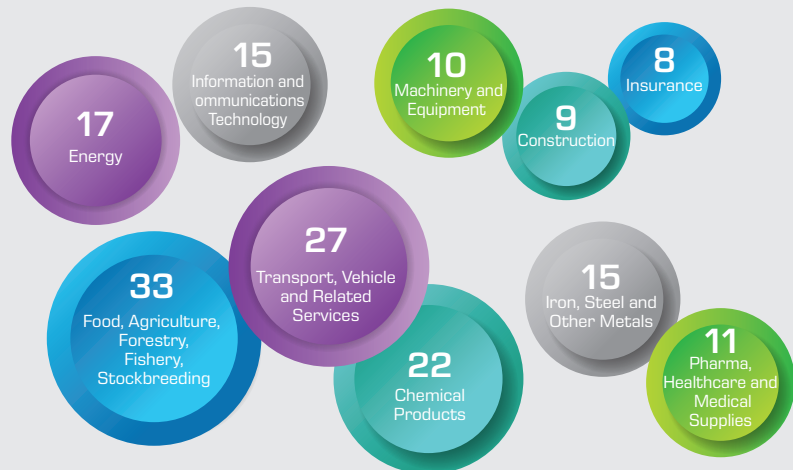 15
Information and
ommunications
Technology
10
Machinery and
Equipment
8
Insurance
9
Construction
17
Energy
27
Transport, Vehicle
and Related
Services
33
Food, Agriculture,
Forestry,
Fishery,
Stockbreeding
15
Iron, Steel and
Other Metals
22
Chemical
Products
11
Pharma,
Healthcare and
Medical
Supplies